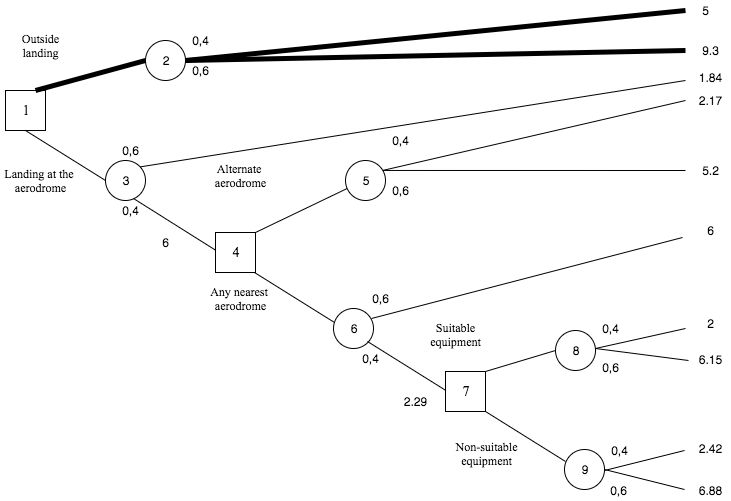 5
Outside
landing
0,4
9.3
2
0,6
1.84
2.17
1
0,6
0,4
Landing at the
aerodrome
3
Alternate
aerodrome
5
5.2
0,6
0,4
6
4
6
Any nearest
aerodrome
0,6
6
Suitable
equipment
0,4
2
8
0,4
0,6
6.15
7
2.29
Non-suitable
equipment
0,4
2.42
9
0,6
6.88